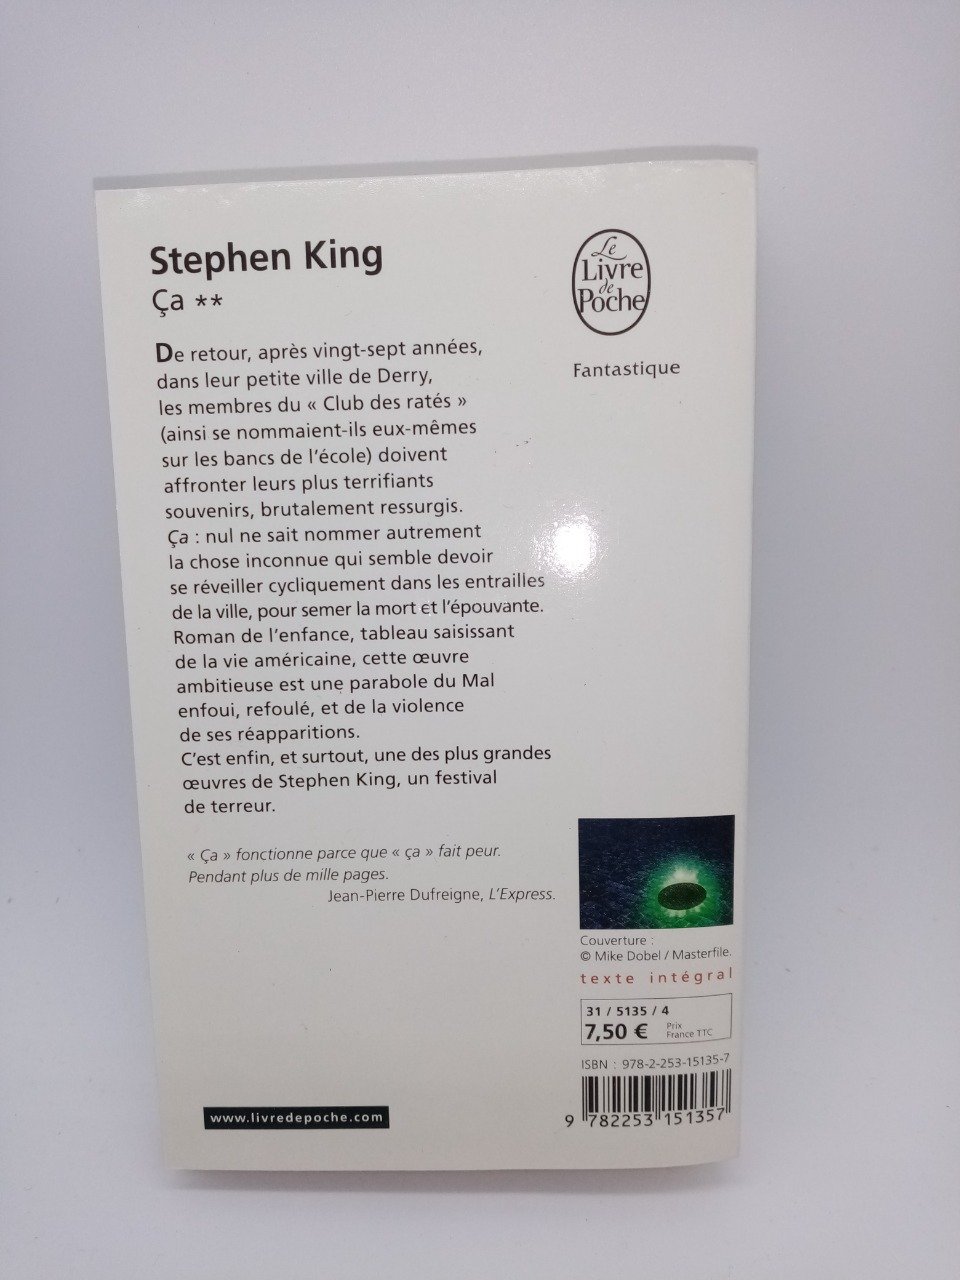 Stephen King
Ça **
De retour, après vingt-sept années,
dans leur petite ville de Derry,
les membres du « Club des ratés »
(ainsi se nommaient-ils eux-mêmes
sur les bancs de l'école) doivent
affronter leurs plus terrifiants
souvenirs, brutalement ressurgis.
Ça : nul ne sait nommer autrement
la chose inconnue qui semble devoir
se réveiller cycliquement dans les entrailles
de la ville, pour semer la mort et l'épouvante.
Roman de l'enfance, tableau saisissant
de la vie américaine, cette œuvre
ambitieuse est une parabole du Mal
enfoui, refoulé, et de la violence
de ses réapparitions.
C'est enfin, et surtout, une des plus grandes
œuvres de Stephen King, un festival
de terreur.
« Ça » fonctionne parce que « ça » fait peur.
Pendant plus de mille pages.
Jean-Pierre Dufreigne, L'Express.
www.livredepoche.com
Le
Livre
de
Poche
Fantastique
Couverture :
© Mike Dobel / Masterfile.
texte intégral
31 / 5135 / 4
7,50 €
Prix
France TTC
ISBN : 978-2-253-15135-7
9 782253 151357